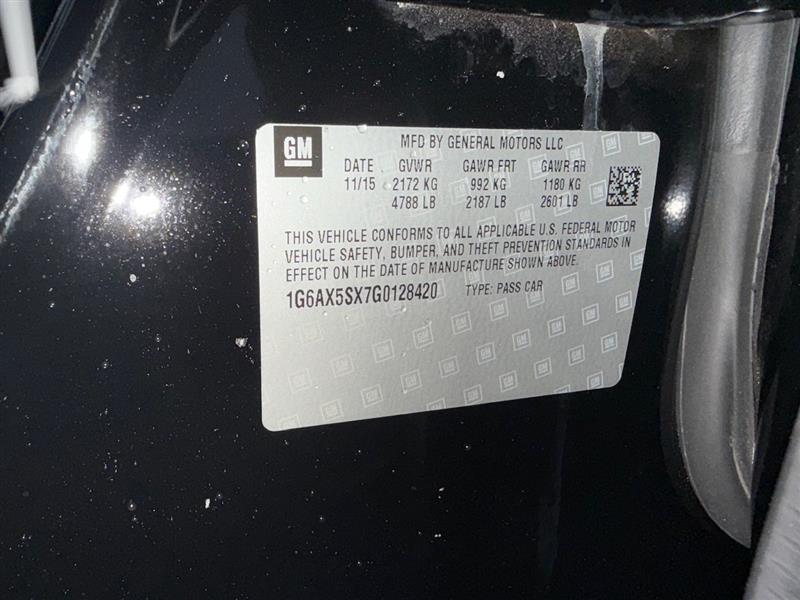 GM
MFD BY GENERAL MOTORS LLC
DATE GVWR GAWR FRT GAWR RR
11/15 2172 KG 992 KG 1180 KG
4788 LB 2187 LB 2601 LB
THIS VEHICLE CONFORMS TO ALL APPLICABLE U.S. FEDERAL MOTOR
VEHICLE SAFETY, BUMPER, AND THEFT PREVENTION STANDARDS IN
EFFECT ON THE DATE OF MANUFACTURE SHOWN ABOVE.
1G6AX5SX7G0128420 TYPE: PASS CAR